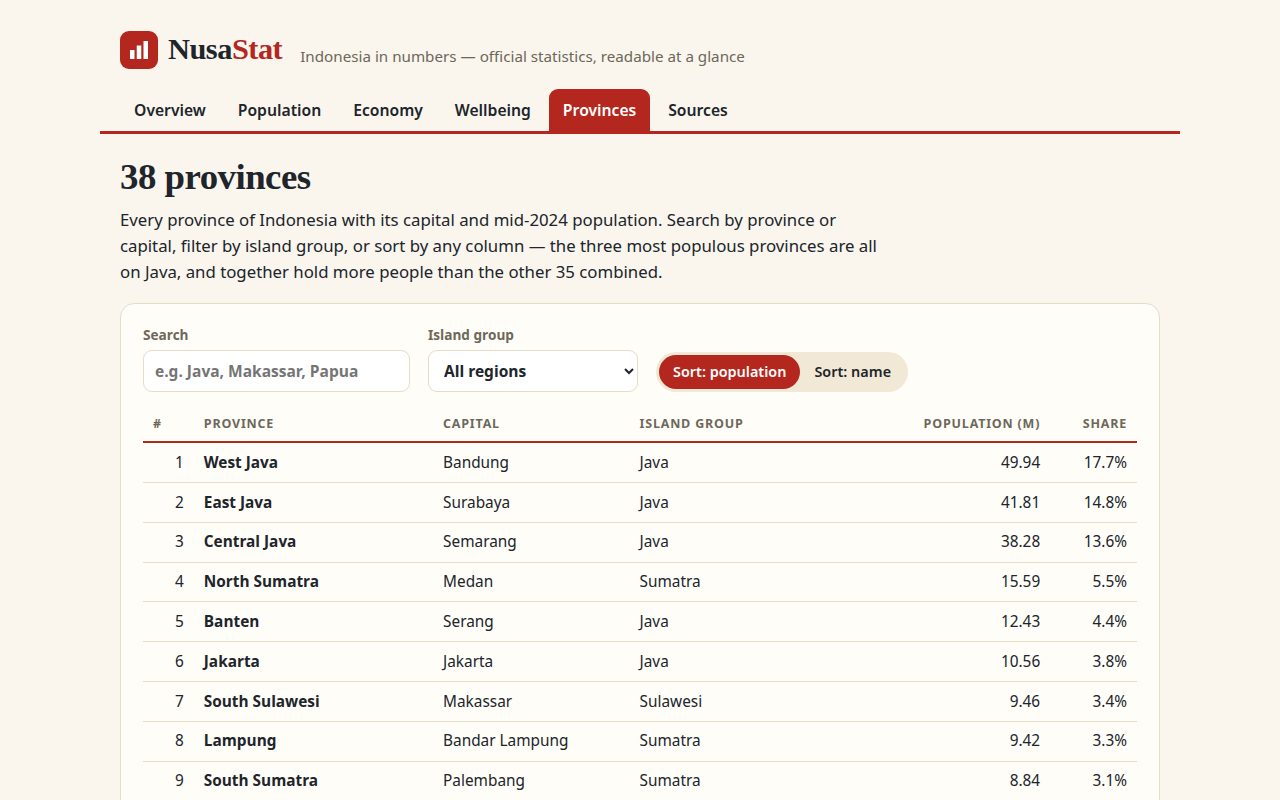 NusaStat
Indonesia in numbers — official statistics, readable at a glance
Overview Population Economy Wellbeing Provinces Sources
38 provinces
Every province of Indonesia with its capital and mid-2024 population. Search by province or
capital, filter by island group, or sort by any column — the three most populous provinces are all
on Java, and together hold more people than the other 35 combined.
Search Island group
e.g. Java, Makassar, Papua All regions Sort: population Sort: name
# PROVINCE CAPITAL ISLAND GROUP POPULATION (M) SHARE
1 West Java Bandung Java 49.94 17.7%
2 East Java Surabaya Java 41.81 14.8%
3 Central Java Semarang Java 38.28 13.6%
4 North Sumatra Medan Sumatra 15.59 5.5%
5 Banten Serang Java 12.43 4.4%
6 Jakarta Jakarta Java 10.56 3.8%
7 South Sulawesi Makassar Sulawesi 9.46 3.4%
8 Lampung Bandar Lampung Sumatra 9.42 3.3%
9 South Sumatra Palembang Sumatra 8.84 3.1%